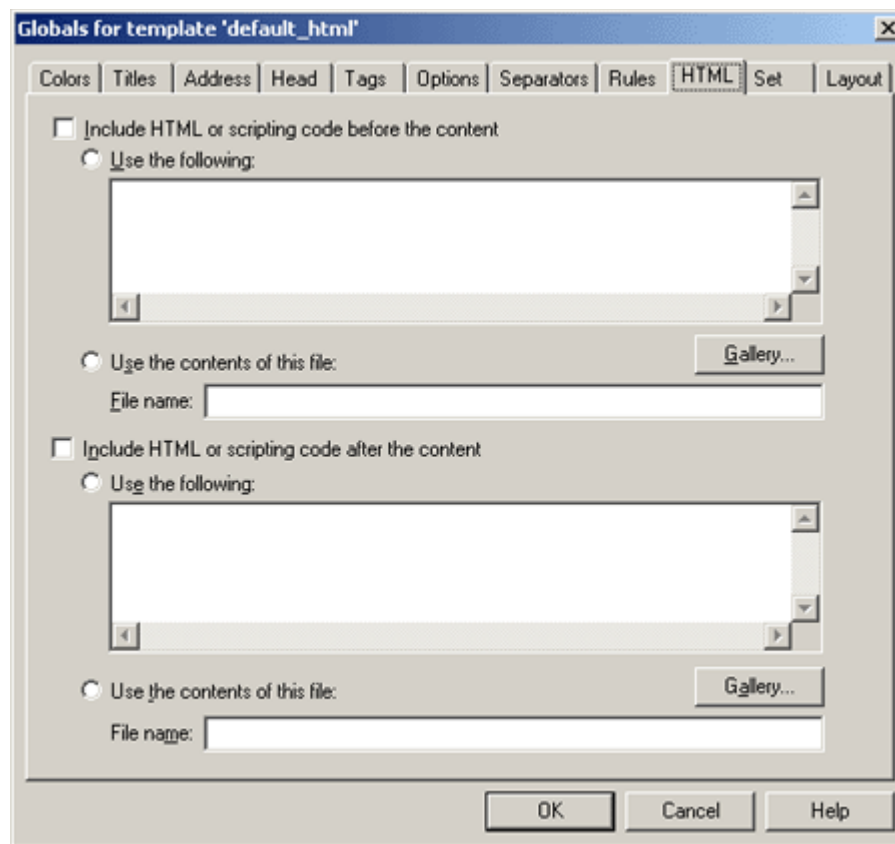 Globals for template 'default_html'
Colors Titles Address Head Tags Options Separators Rules HTML Set Layout
Include HTML or scripting code before the content
Use the following:
Gallery...
Use the contents of this file:
File name:
Include HTML or scripting code after the content
Use the following:
Gallery...
Use the contents of this file:
File name:
OK Cancel Help